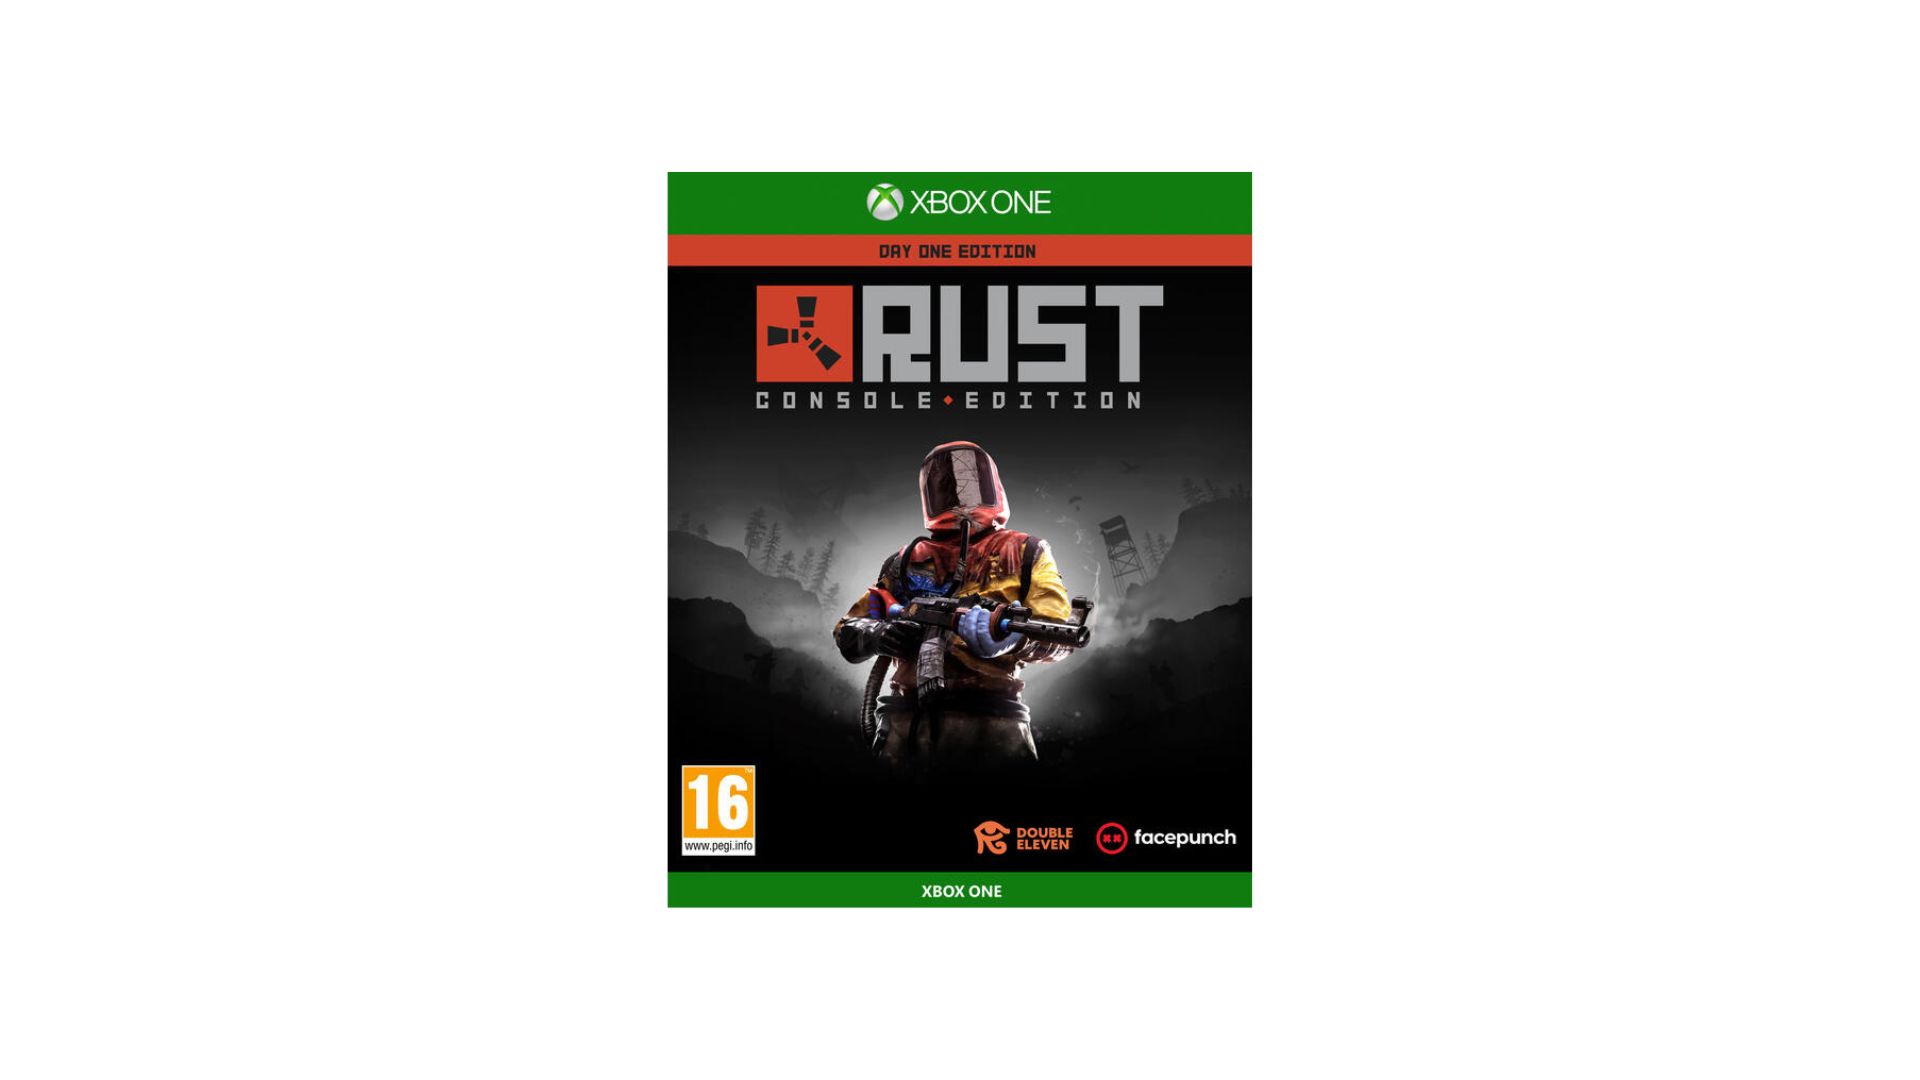 XBOX ONE
DAY ONE EDITION
RUST
CONSOLE EDITION
16
www.pegi.info
DOUBLE
ELEVEN
facepunch
XBOX ONE